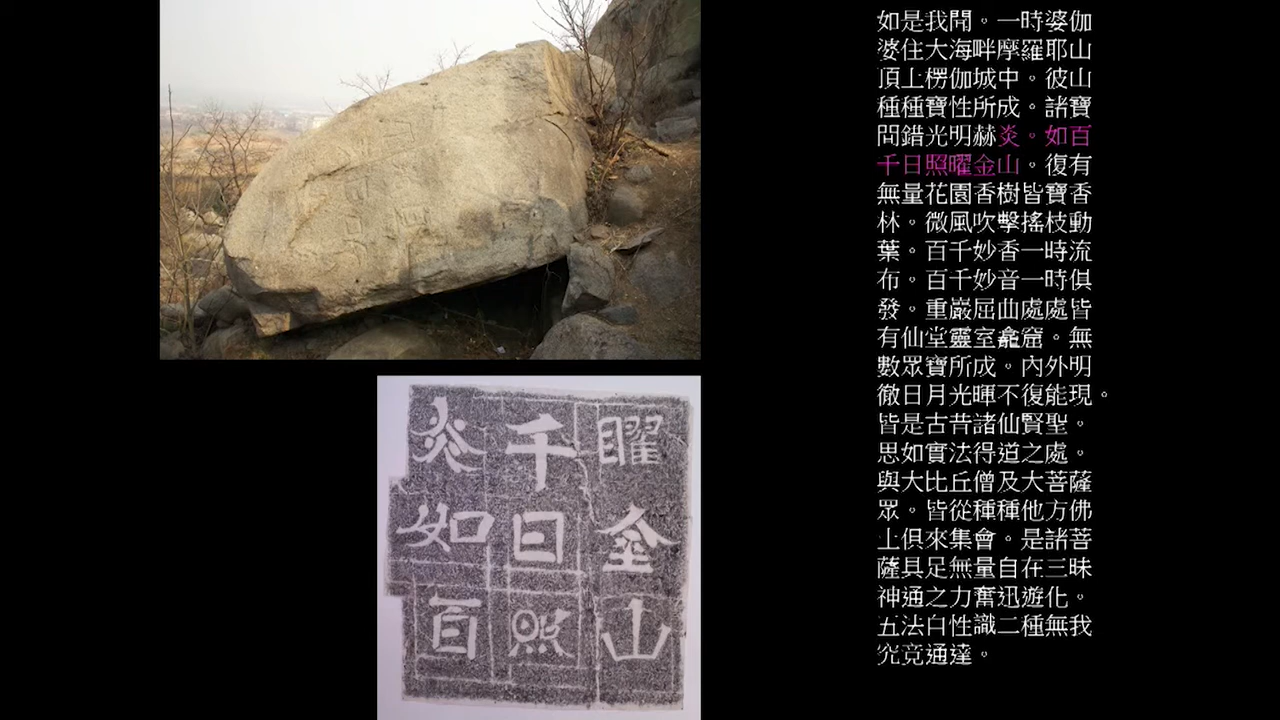 炎如百
千日照
曜金山
如是我聞。一時婆伽
婆住大海畔摩羅耶山
頂上楞伽城中。彼山
種種寶性所成。諸寶
間錯光明赫炎。如百
千日照曜金山。復有
無量花園香樹皆寶香
林。微風吹擊搖枝動
葉。百千妙香一時流
布。百千妙音一時俱
發。重巖屈曲處處皆
有仙堂靈室龕窟。無
數眾寶所成。內外明
徹日月光暉不復能現。
皆是古昔諸仙賢聖。
思如實法得道之處。
與大比丘僧及大菩薩
眾。皆從種種他方佛
土俱來集會。是諸菩
薩具足無量自在三昧
神通之力奮迅遊化。
五法自性識二種無我
究竟通達。